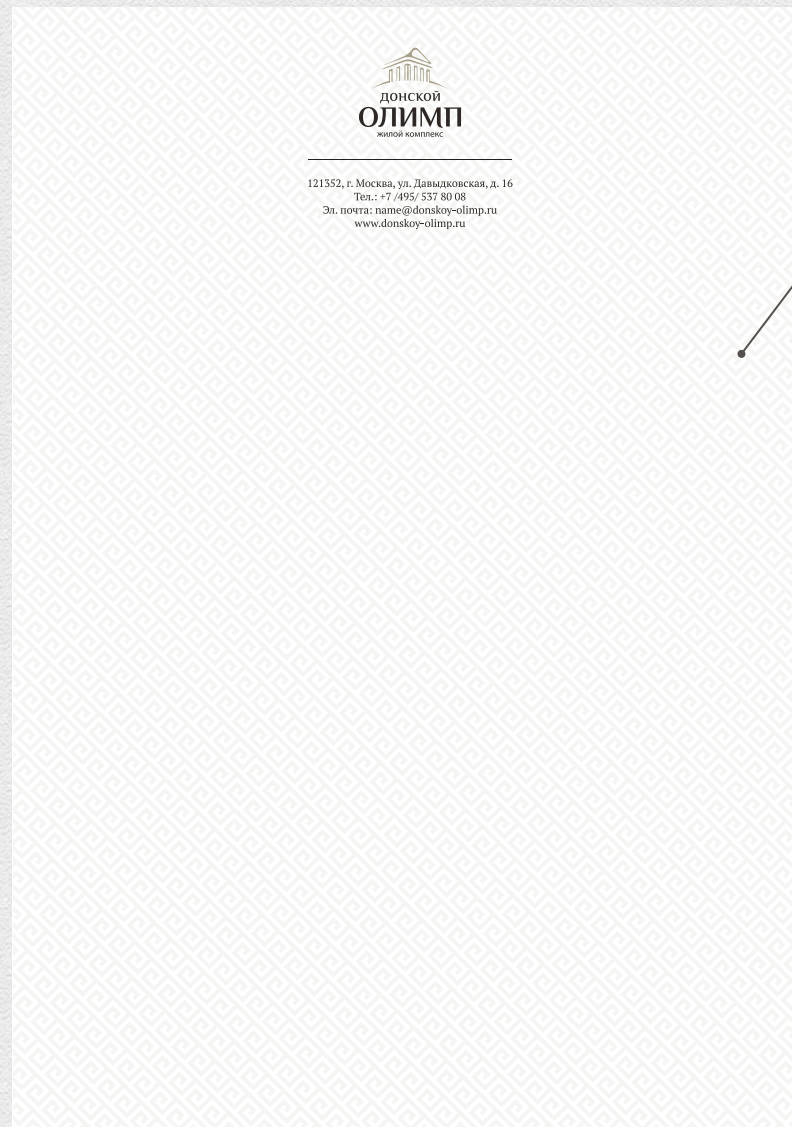 ДОНСКОЙ
ОЛИМП
жилой комплекс
121352, г. Москва, ул. Давыдковская, д. 16
Тел.: +7 /495/ 537 80 08
Эл. почта: name@donskoy-olimp.ru
www.donskoy-olimp.ru